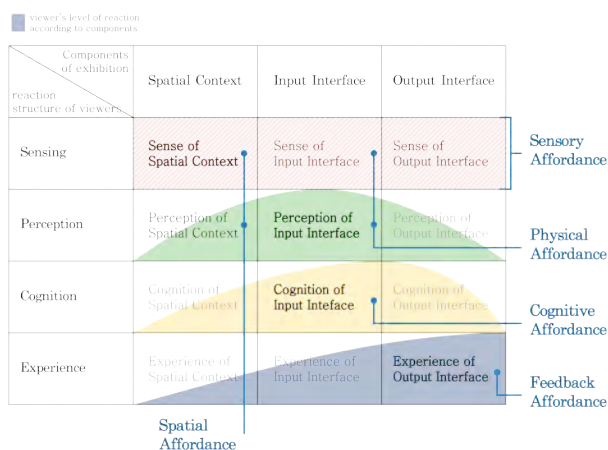 viewer's level of reaction
according to components
Components
of exhibition
reaction
structure of viewers
Spatial Context
Input Interface
Output Interface
Sensing
Sense of
Spatial Context
Sense of
Input Interface
Sense of
Output Interface
Sensory
Affordance
Perception
Perception of
Spatial Context
Perception of
Input Interface
Perception of
Output Interface
Physical
Affordance
Cognition
Cognition of
Spatial Context
Cognition of
Input Inteface
Cognition of
Output Interface
Cognitive
Affordance
Experience
Experience of
Spatial Context
Experience of
Input Interface
Experience of
Output Interface
Feedback
Affordance
Spatial
Affordance